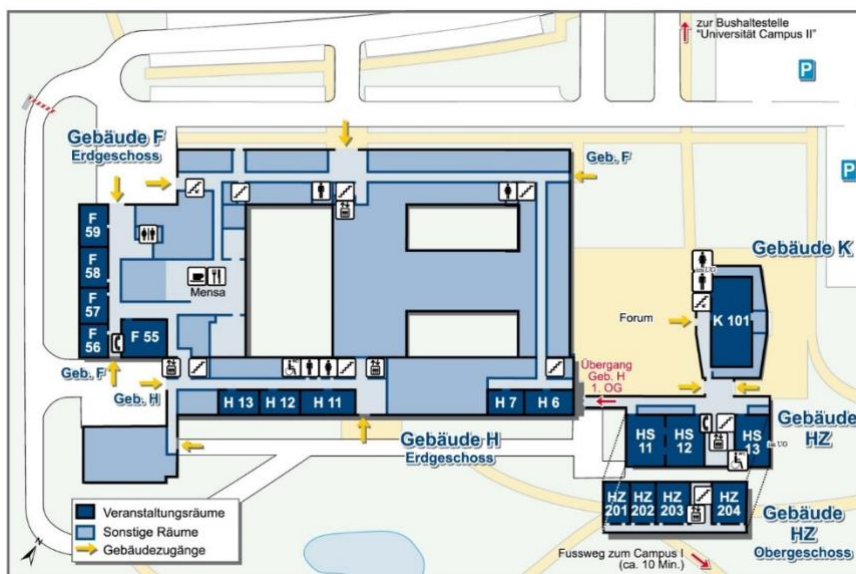 zur Bushaltestelle
"Universität Campus II"
P
Gebäude F
Erdgeschoss
Geb. F
P
F
59
F
58
F
57
F
56
F 55
Mensa
Gebäude K
Forum
K 101
Geb. F
Geb. H
Übergang
Geb. H
1. OG
H 13
H 12
H 11
H 7
H 6
Gebäude H
Erdgeschoss
HS
11
HS
12
HS
13
im UG
Gebäude
HZ
HZ
201
HZ
202
HZ
203
HZ
204
Gebäude
HZ
Obergeschoss
Veranstaltungsräume
Sonstige Räume
Gebäudezugänge
N
Fussweg zum Campus I
(ca. 10 Min.)